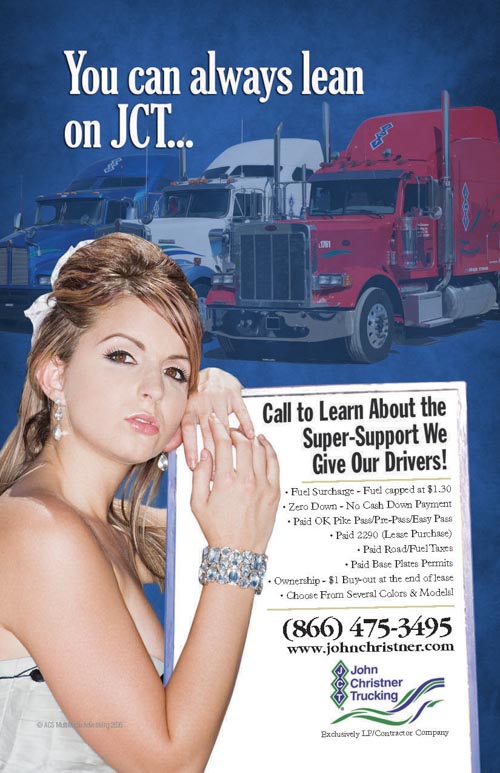 You can always lean
on JCT...
Call to Learn About the
Super-Support We
Give Our Drivers!
• Fuel Surcharge - Fuel capped at $1.30
• Zero Down - No Cash Down Payment
• Paid OK Pike Pass/Pre-Pass/Easy Pass
• Paid 2290 (Lease Purchase)
• Paid Road/Fuel Taxes
• Paid Base Plates Permits
• Ownership - $1 Buy-out at the end of lease
• Choose From Several Colors & Models!
(866) 475-3495
www.johnchristner.com
JCT
John
Christner
Trucking
Exclusively LP/Contractor Company
© ACS